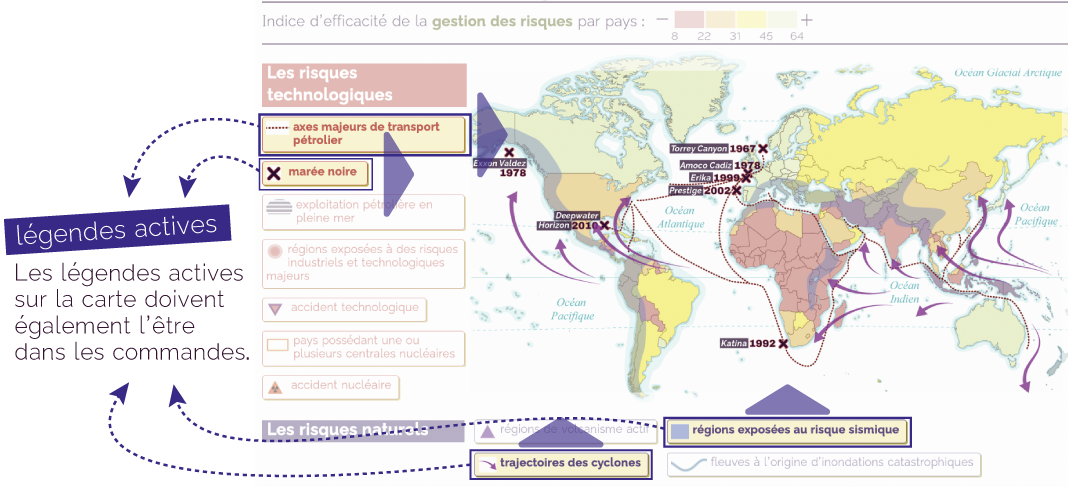 Indice d'efficacité de la gestion des risques par pays : − +
8 22 31 45 64
Les risques
technologiques
axes majeurs de transport
pétrolier
marée noire
exploitation pétrolière en
pleine mer
régions exposées à des risques
industriels et technologiques
majeurs
accident technologique
pays possédant une ou
plusieurs centrales nucléaires
accident nucléaire
légendes actives
Les légendes actives
sur la carte doivent
également l'être
dans les commandes.
Océan Glacial Arctique
Torrey Canyon 1967
Amoco Cadiz 1978
Erika 1999
Prestige 2002
Exxon Valdez
1978
Deepwater
Horizon 2010
Océan
Atlantique
Océan
Pacifique
Océan
Pacifique
Océan
Indien
Katina 1992
Les risques naturels
régions de volcanisme actif
régions exposées au risque sismique
trajectoires des cyclones
fleuves à l'origine d'inondations catastrophiques